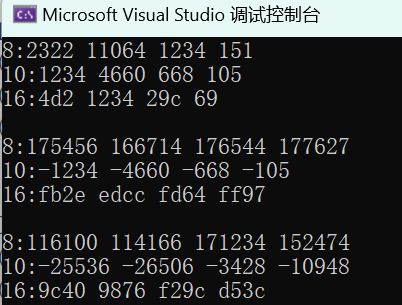 Microsoft Visual Studio 调试控制台
8:2322 11064 1234 151
10:1234 4660 668 105
16:4d2 1234 29c 69
8:175456 166714 176544 177627
10:-1234 -4660 -668 -105
16:fb2e edcc fd64 ff97
8:116100 114166 171234 152474
10:-25536 -26506 -3428 -10948
16:9c40 9876 f29c d53c